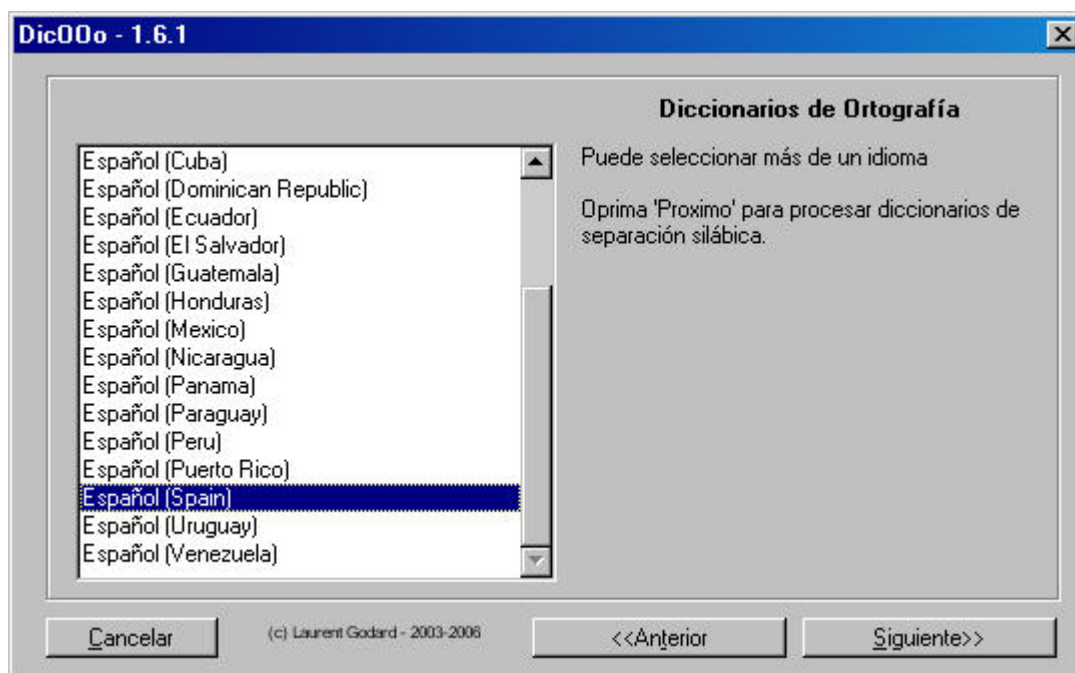 DicOOo - 1.6.1
Diccionarios de Ortografía
Español (Cuba)
Español (Dominican Republic)
Español (Ecuador)
Español (El Salvador)
Español (Guatemala)
Español (Honduras)
Español (Mexico)
Español (Nicaragua)
Español (Panama)
Español (Paraguay)
Español (Peru)
Español (Puerto Rico)
Español (Spain)
Español (Uruguay)
Español (Venezuela)
Puede seleccionar más de un idioma
Oprima 'Proximo' para procesar diccionarios de
separación silábica.
Cancelar
(c) Laurent Godard - 2003-2006
<<Anterior
Siguiente>>